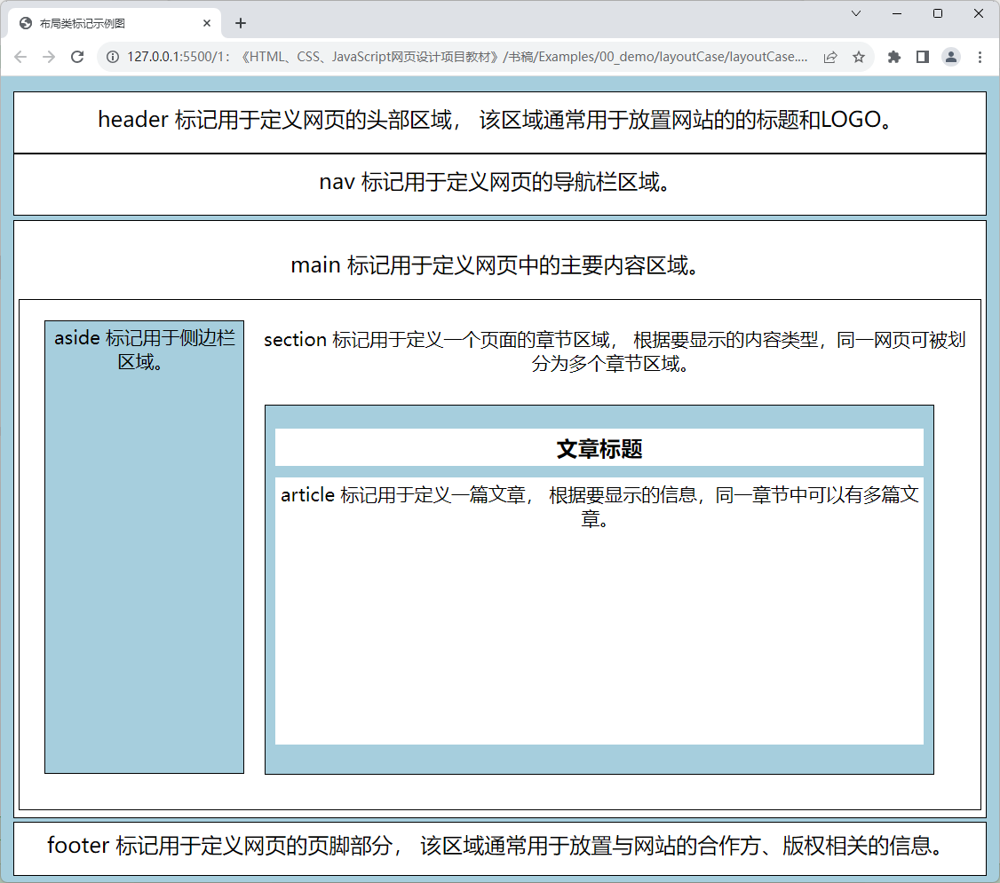 布局类标记示例图
127.0.0.1:5500/1：《HTML、CSS、JavaScript网页设计项目教材》/书稿/Examples/00_demo/layoutCase/layoutCase....
header 标记用于定义网页的头部区域， 该区域通常用于放置网站的的标题和LOGO。
nav 标记用于定义网页的导航栏区域。
main 标记用于定义网页中的主要内容区域。
aside 标记用于侧边栏
区域。
section 标记用于定义一个页面的章节区域， 根据要显示的内容类型，同一网页可被划
分为多个章节区域。
文章标题
article 标记用于定义一篇文章， 根据要显示的信息，同一章节中可以有多篇文
章。
footer 标记用于定义网页的页脚部分， 该区域通常用于放置与网站的合作方、版权相关的信息。